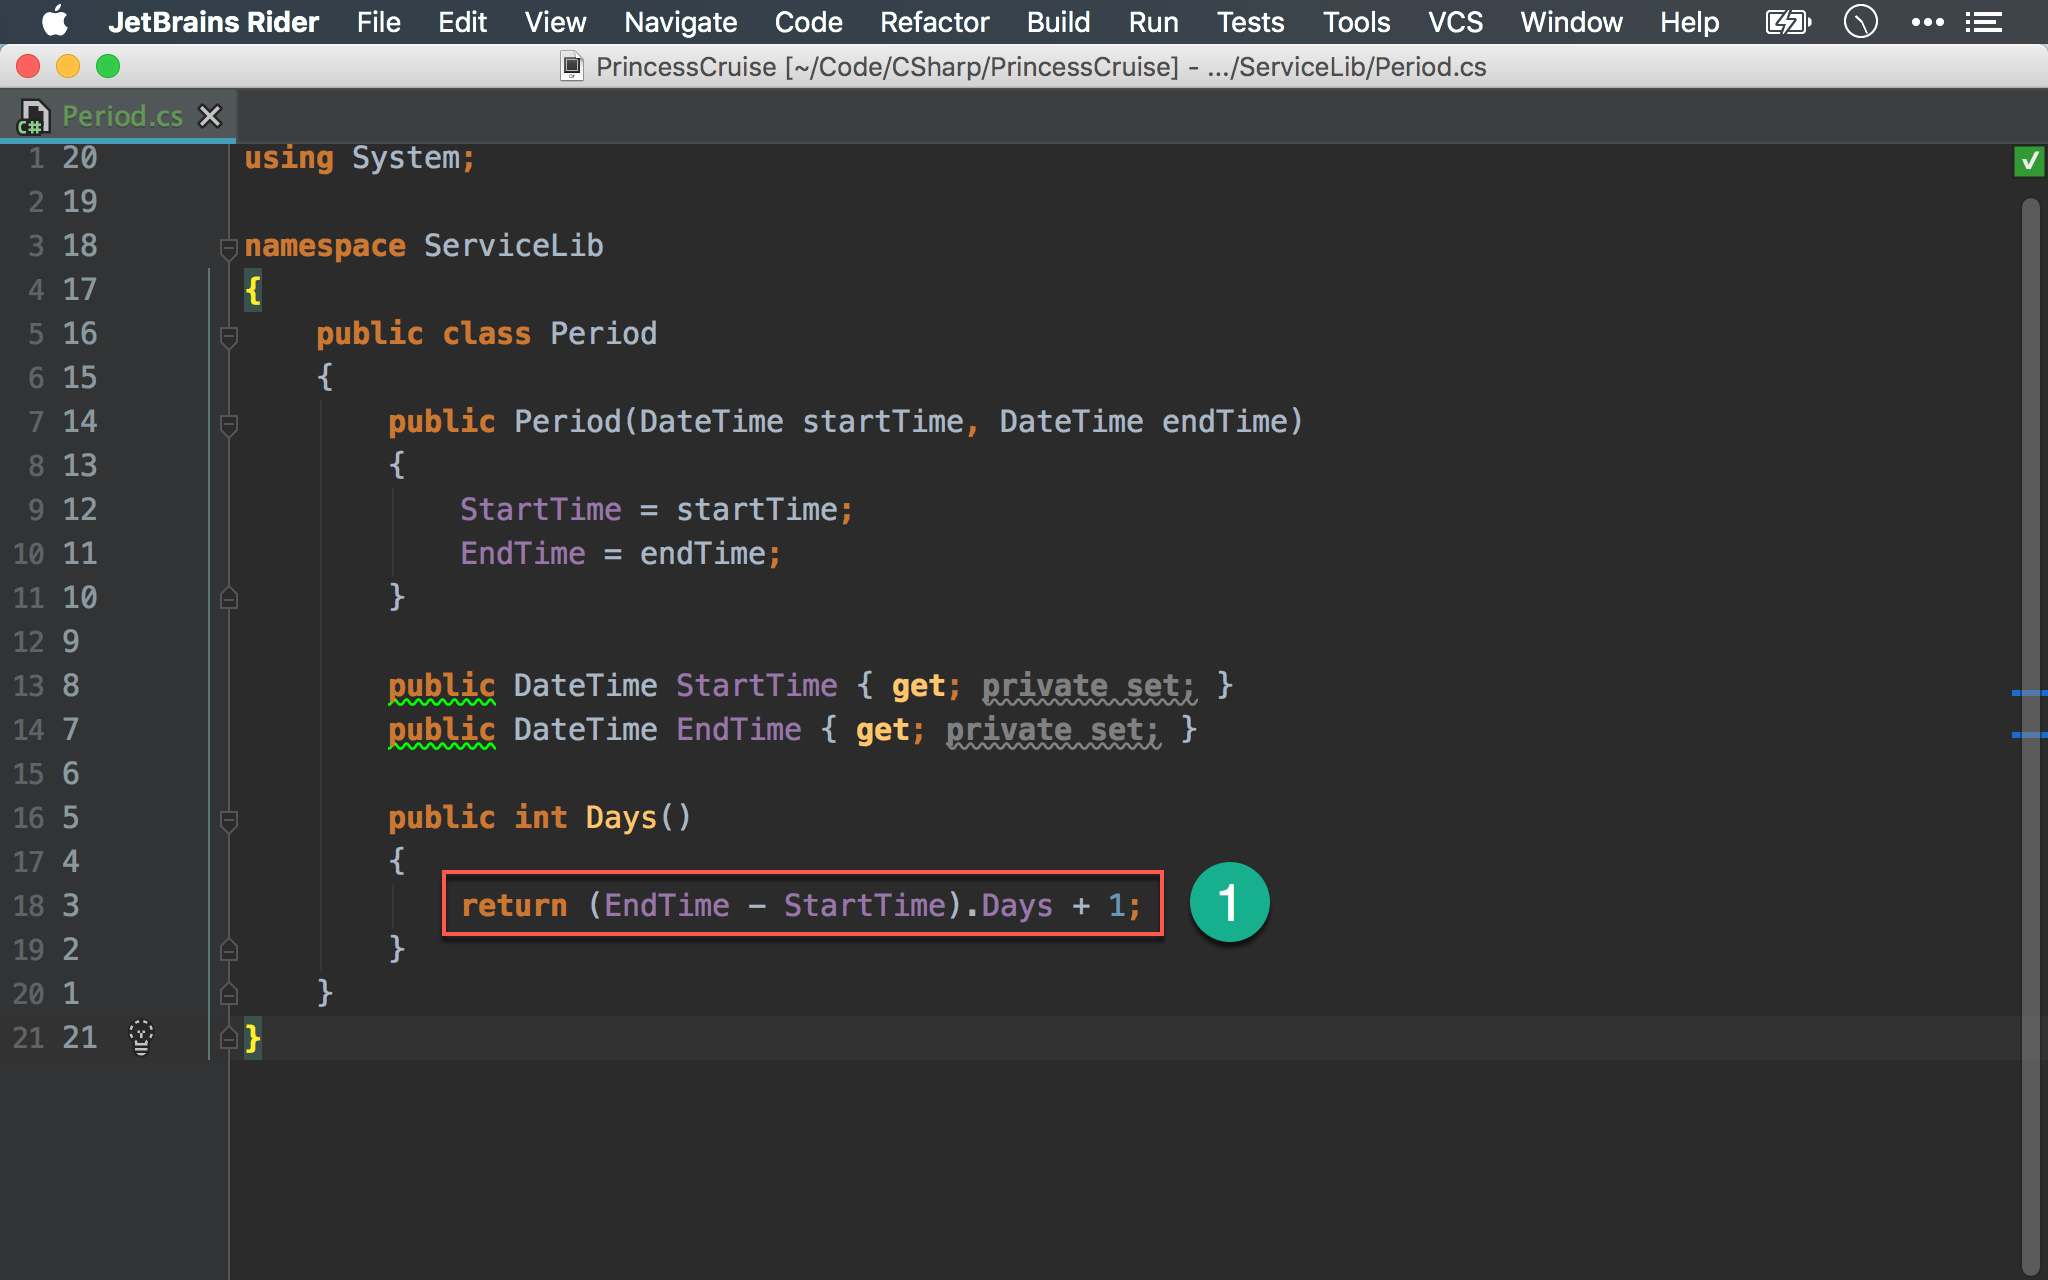 JetBrains Rider File Edit View Navigate Code Refactor Build Run Tests Tools VCS Window Help
PrincessCruise [~/Code/CSharp/PrincessCruise] - .../ServiceLib/Period.cs
C# Period.cs
1 20 using System;
2 19
3 18 namespace ServiceLib
4 17 {
5 16 public class Period
6 15 {
7 14 public Period(DateTime startTime, DateTime endTime)
8 13 {
9 12 StartTime = startTime;
10 11 EndTime = endTime;
11 10 }
12 9
13 8 public DateTime StartTime { get; private set; }
14 7 public DateTime EndTime { get; private set; }
15 6
16 5 public int Days()
17 4 {
18 3 return (EndTime - StartTime).Days + 1; 1
19 2 }
20 1 }
21 21 }